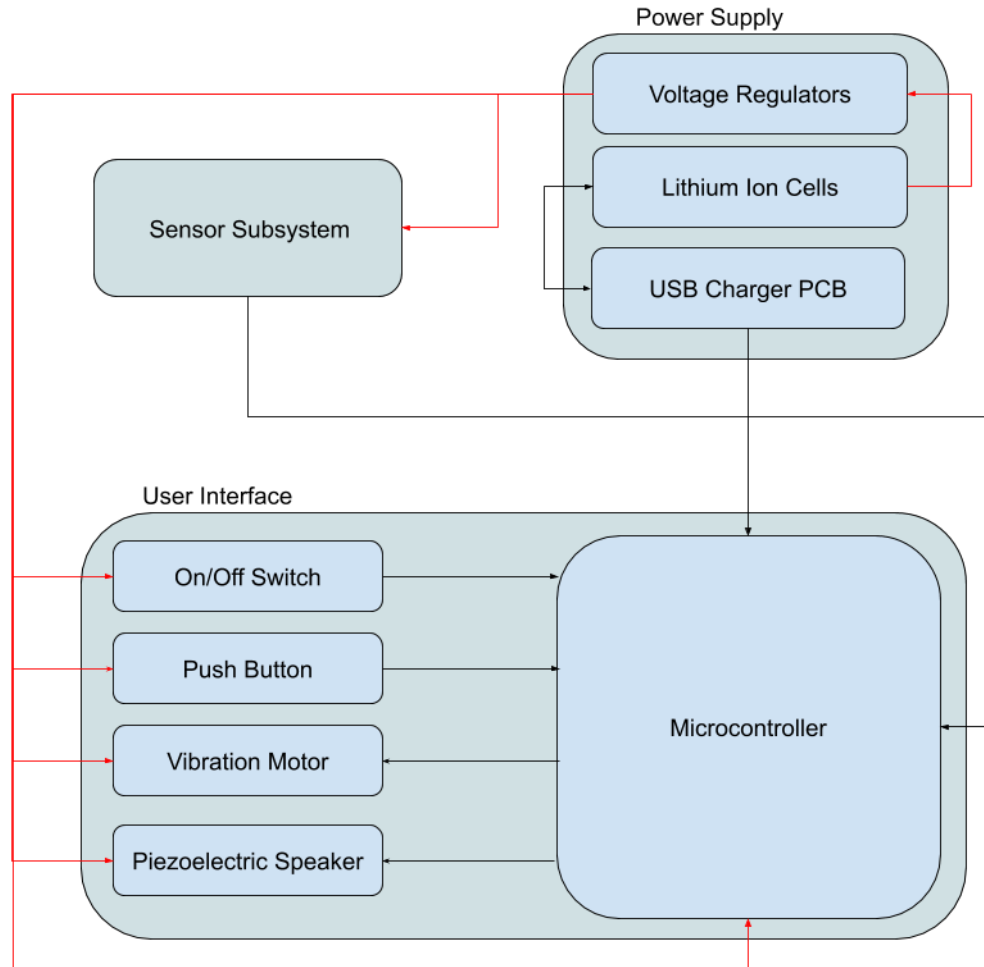 Power Supply
Voltage Regulators
Lithium Ion Cells
Sensor Subsystem
USB Charger PCB
User Interface
On/Off Switch
Push Button
Microcontroller
Vibration Motor
Piezoelectric Speaker